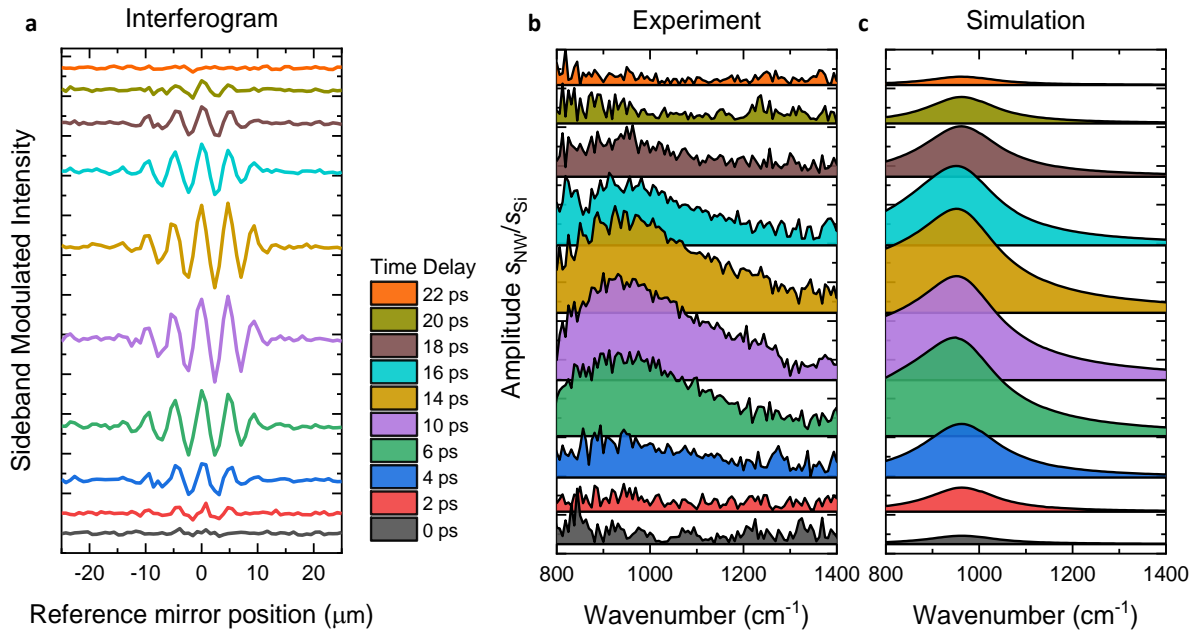 a Interferogram
Sideband Modulated Intensity
-20 -10 0 10 20
Reference mirror position (μm)
Time Delay
22 ps
20 ps
18 ps
16 ps
14 ps
10 ps
6 ps
4 ps
2 ps
0 ps
b Experiment
Amplitude sNW/sSi
800 1000 1200 1400
Wavenumber (cm-1)
c Simulation
800 1000 1200 1400
Wavenumber (cm-1)